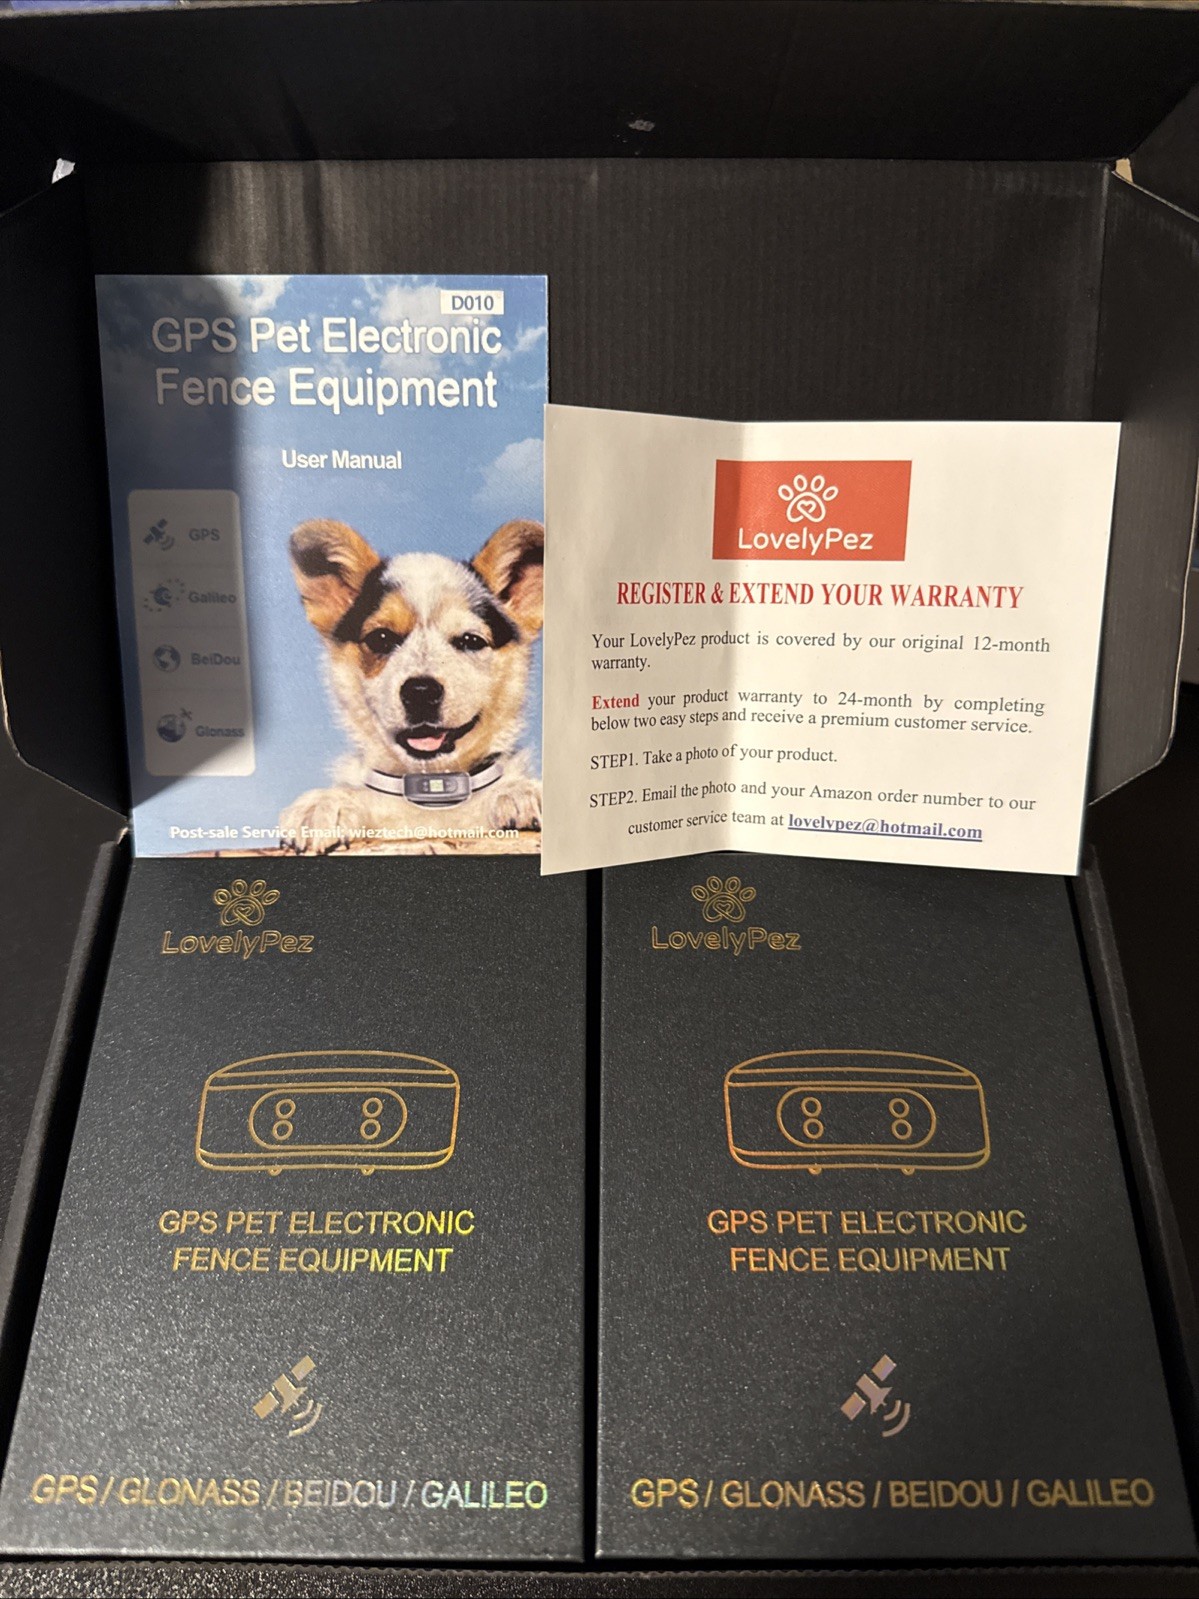 D010
GPS Pet Electronic
Fence Equipment
User Manual
GPS
Galileo
BeiDou
Glonass
Post-sale Service Email: wieztech@hotmail.com
LovelyPez
REGISTER & EXTEND YOUR WARRANTY
Your LovelyPez product is covered by our original 12-month
warranty.
Extend your product warranty to 24-month by completing
below two easy steps and receive a premium customer service.
STEP1. Take a photo of your product.
STEP2. Email the photo and your Amazon order number to our
customer service team at lovelypez@hotmail.com
LovelyPez
GPS PET ELECTRONIC
FENCE EQUIPMENT
GPS / GLONASS / BEIDOU / GALILEO
LovelyPez
GPS PET ELECTRONIC
FENCE EQUIPMENT
GPS / GLONASS / BEIDOU / GALILEO